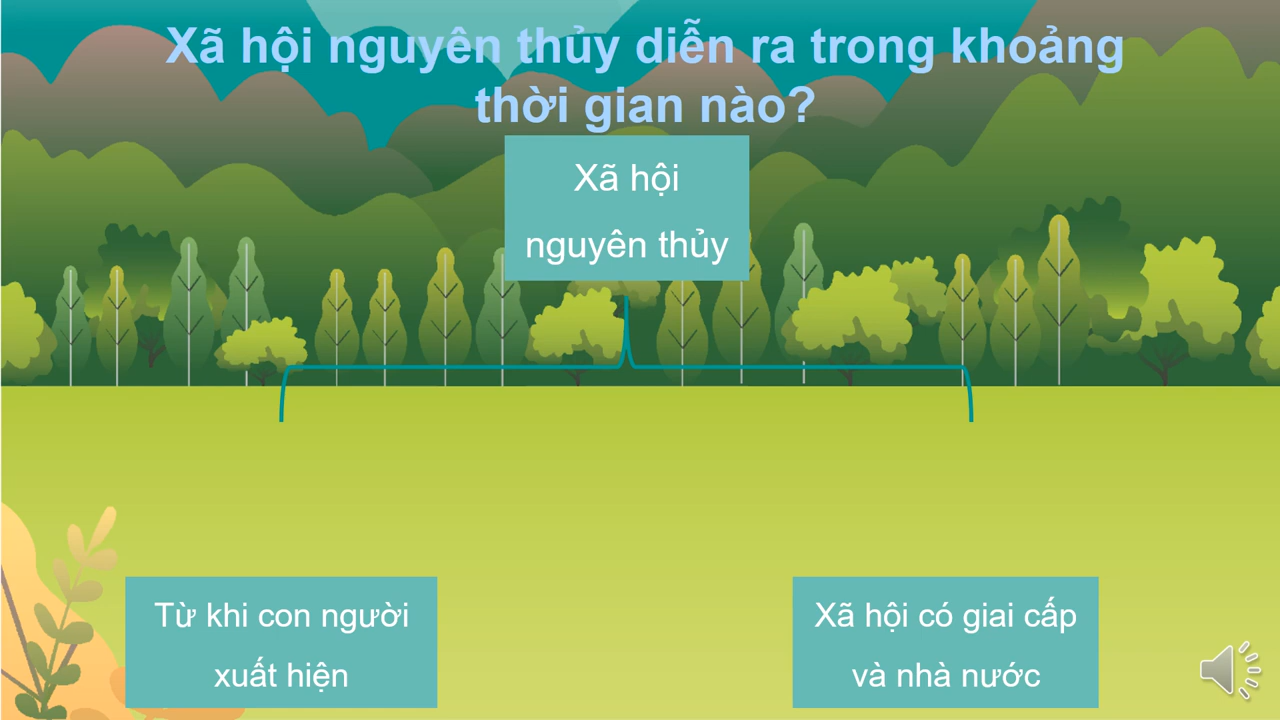 Xã hội nguyên thủy diễn ra trong khoảng
thời gian nào?
Xã hội
nguyên thủy
Từ khi con người
xuất hiện
Xã hội có giai cấp
và nhà nước